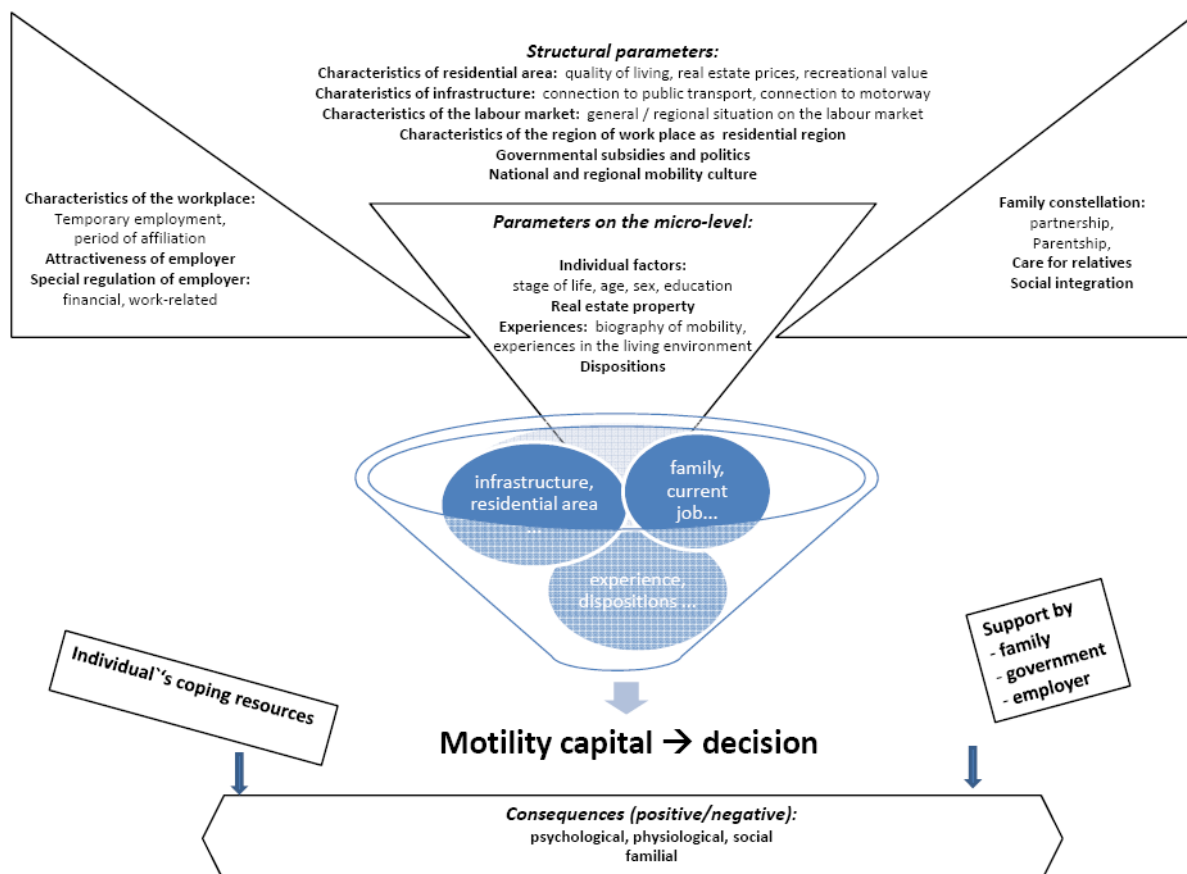 Structural parameters:
Characteristics of residential area: quality of living, real estate prices, recreational value
Charateristics of infrastructure: connection to public transport, connection to motorway
Characteristics of the labour market: general / regional situation on the labour market
Characteristics of the region of work place as residential region
Governmental subsidies and politics
National and regional mobility culture
Characteristics of the workplace:
Temporary employment,
period of affiliation
Attractiveness of employer
Special regulation of employer:
financial, work-related
Parameters on the micro-level:
Individual factors:
stage of life, age, sex, education
Real estate property
Experiences: biography of mobility,
experiences in the living environment
Dispositions
Family constellation:
partnership,
Parentship,
Care for relatives
Social integration
infrastructure,
residential area
...
family,
current
job...
experience,
dispositions ...
Individual`‘s coping resources
Support by
- family
- government
- employer
Motility capital → decision
Consequences (positive/negative):
psychological, physiological, social
familial